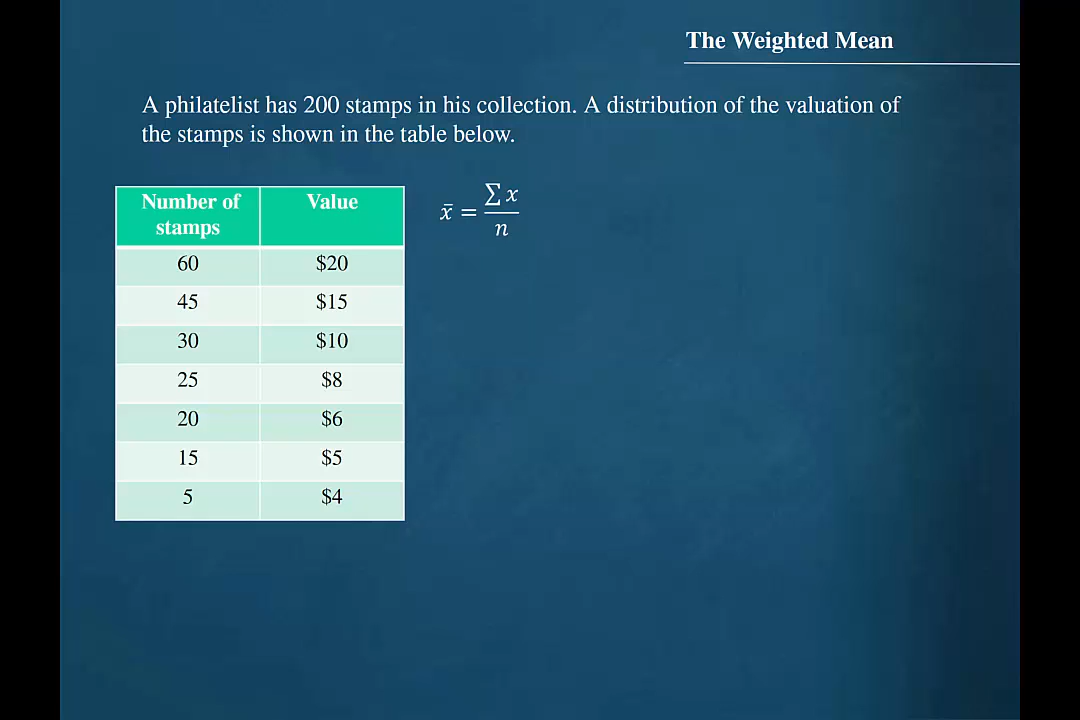 The Weighted Mean
A philatelist has 200 stamps in his collection. A distribution of the valuation of
the stamps is shown in the table below.
Number of stamps Value
60 $20
45 $15
30 $10
25 $8
20 $6
15 $5
5 $4
x̄ = ∑ x / n